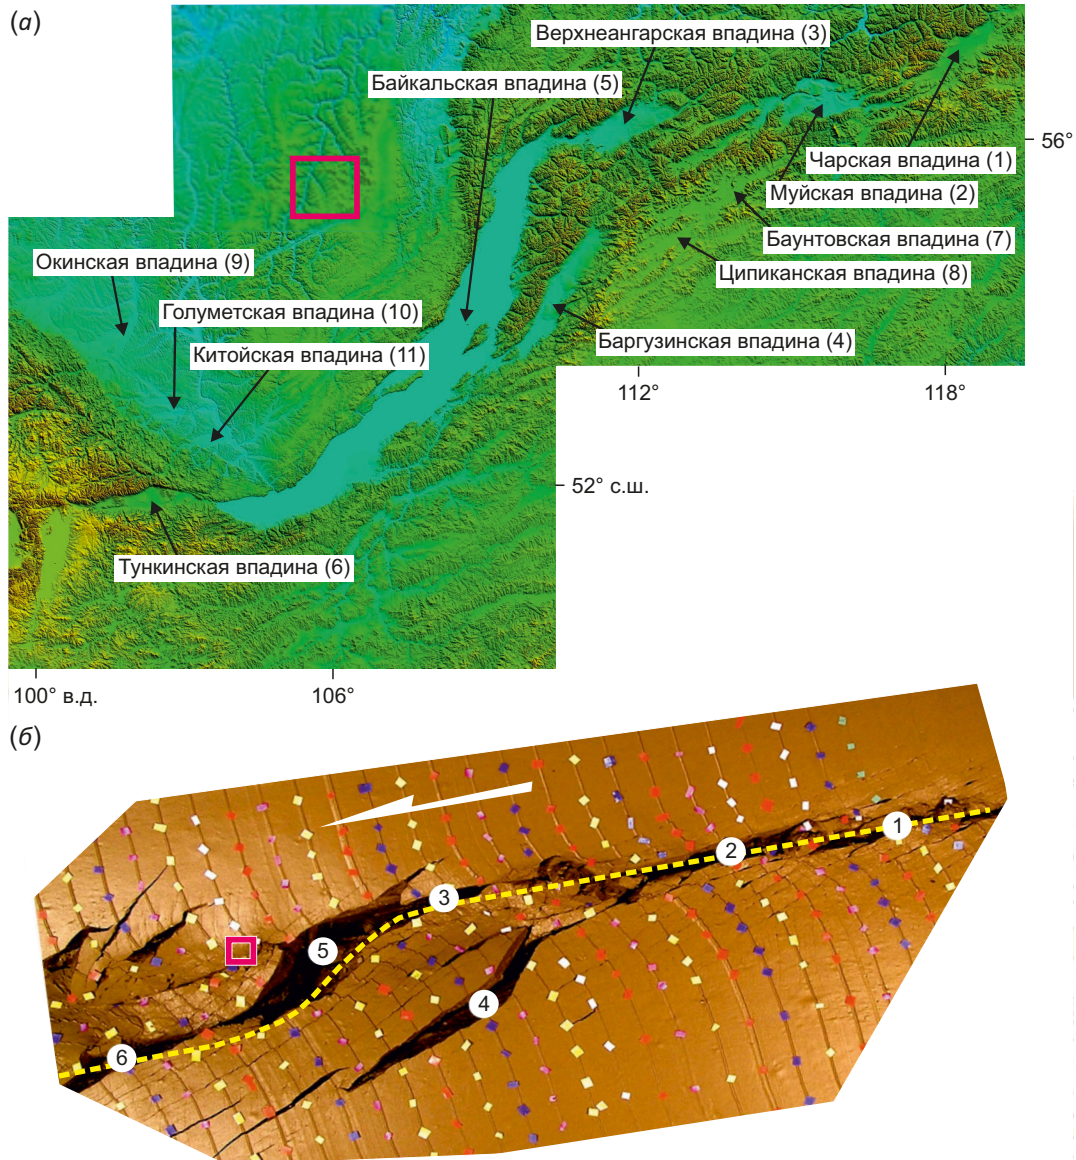 (а)
Верхнеангарская впадина (3)
Байкальская впадина (5)
56°
Чарская впадина (1)
Муйская впадина (2)
Баунтовская впадина (7)
Окинская впадина (9)
Ципиканская впадина (8)
Голуметская впадина (10)
Баргузинская впадина (4)
Китойская впадина (11)
112°
118°
52° с.ш.
Тункинская впадина (6)
100° в.д.
106°
(б)
1
2
3
5
4
6